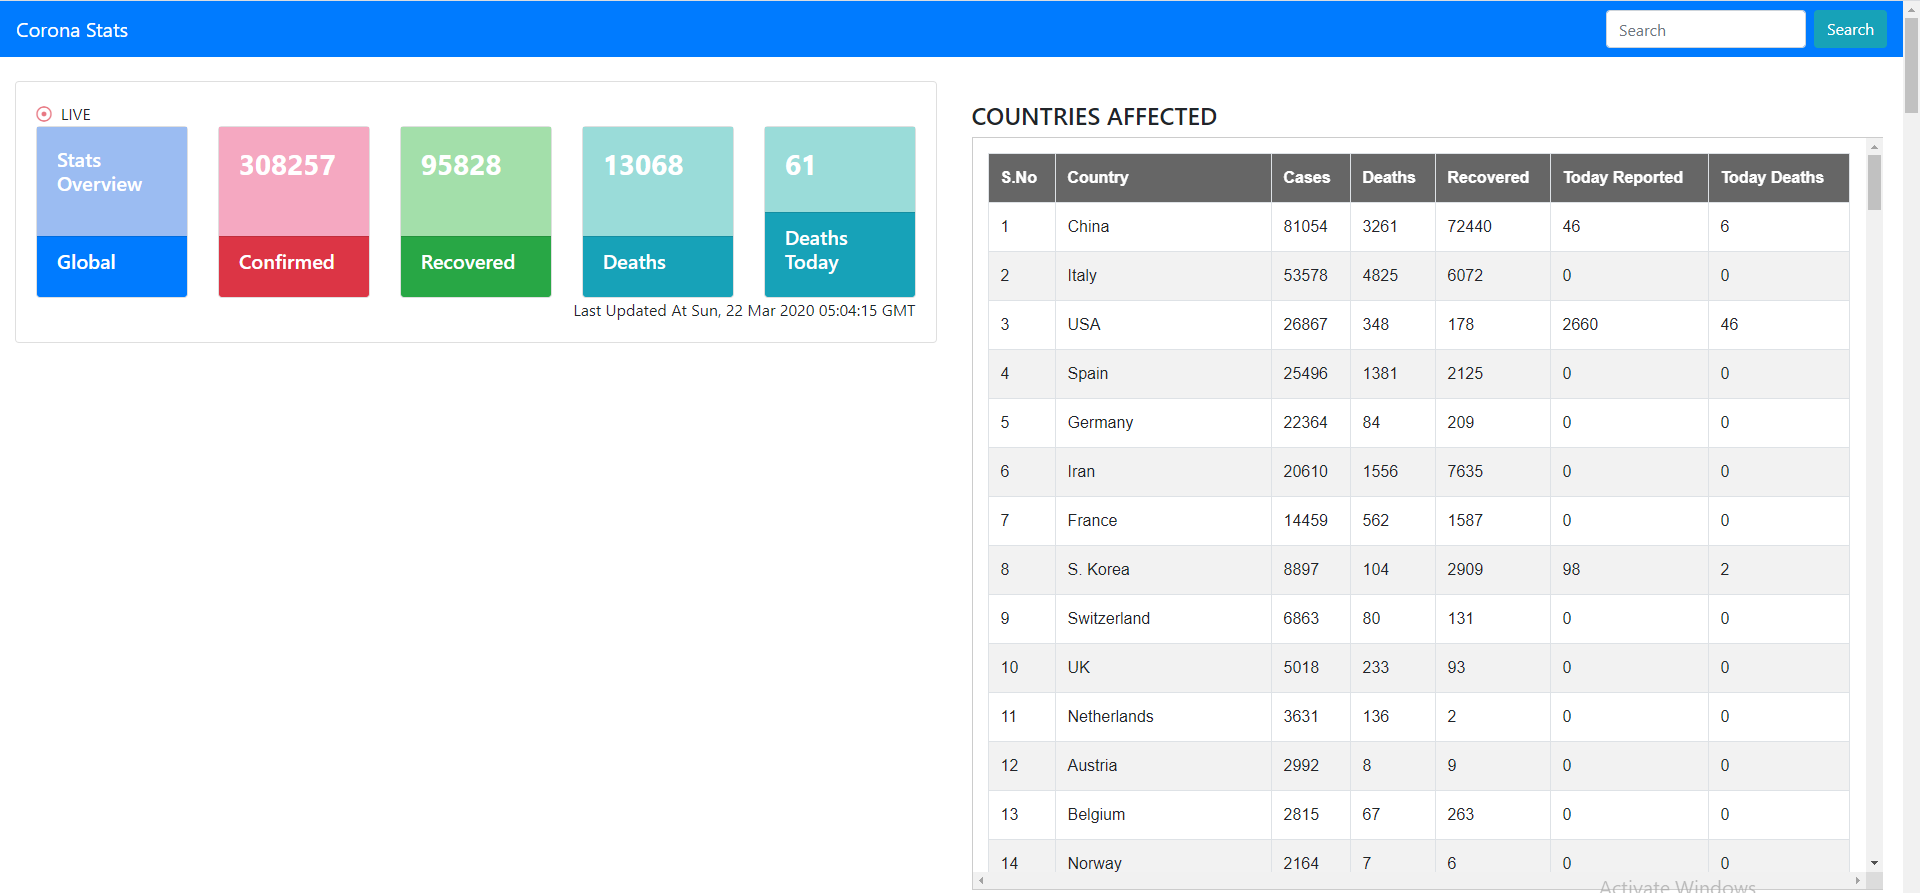 Corona Stats
Search
Search
LIVE
Stats
Overview
Global
308257
Confirmed
95828
Recovered
13068
Deaths
61
Deaths
Today
Last Updated At Sun, 22 Mar 2020 05:04:15 GMT
COUNTRIES AFFECTED
S.No Country Cases Deaths Recovered Today Reported Today Deaths
1 China 81054 3261 72440 46 6
2 Italy 53578 4825 6072 0 0
3 USA 26867 348 178 2660 46
4 Spain 25496 1381 2125 0 0
5 Germany 22364 84 209 0 0
6 Iran 20610 1556 7635 0 0
7 France 14459 562 1587 0 0
8 S. Korea 8897 104 2909 98 2
9 Switzerland 6863 80 131 0 0
10 UK 5018 233 93 0 0
11 Netherlands 3631 136 2 0 0
12 Austria 2992 8 9 0 0
13 Belgium 2815 67 263 0 0
14 Norway 2164 7 6 0 0
Activate Windows